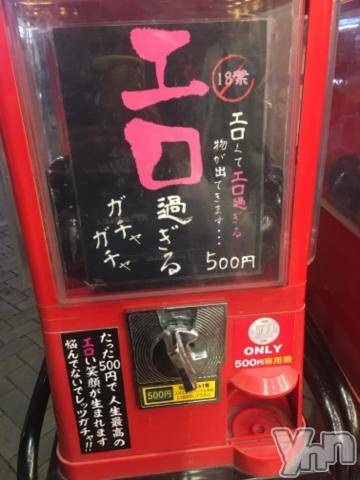 エロ過ぎる
ガチャガチャ
18禁
エロくてエロ過ぎる
物が出てきます...
500円
たった500円で人生最高の
エロい笑顔が生まれます
悩んでないでレッツガチャ!!
500円
ONLY
500円専用機
yhn